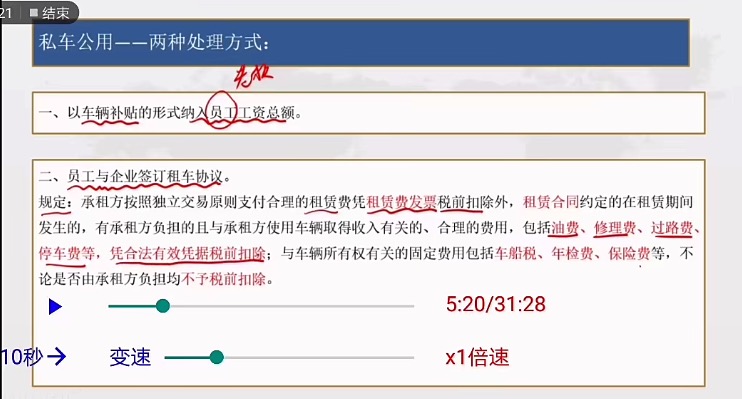 21 结束
私车公用——两种处理方式：
老板
一、以车辆补贴的形式纳入员工工资总额。
二、员工与企业签订租车协议。
规定：承租方按照独立交易原则支付合理的租赁费凭租赁费发票税前扣除外，租赁合同约定的在租赁期间
发生的，有承租方负担的且与承租方使用车辆取得收入有关的、合理的费用，包括油费、修理费、过路费、
停车费等，凭合法有效凭据税前扣除；与车辆所有权有关的固定费用包括车船税、年检费、保险费等，不
论是否由承租方负担均不予税前扣除。
5:20/31:28
10秒 变速 x1倍速